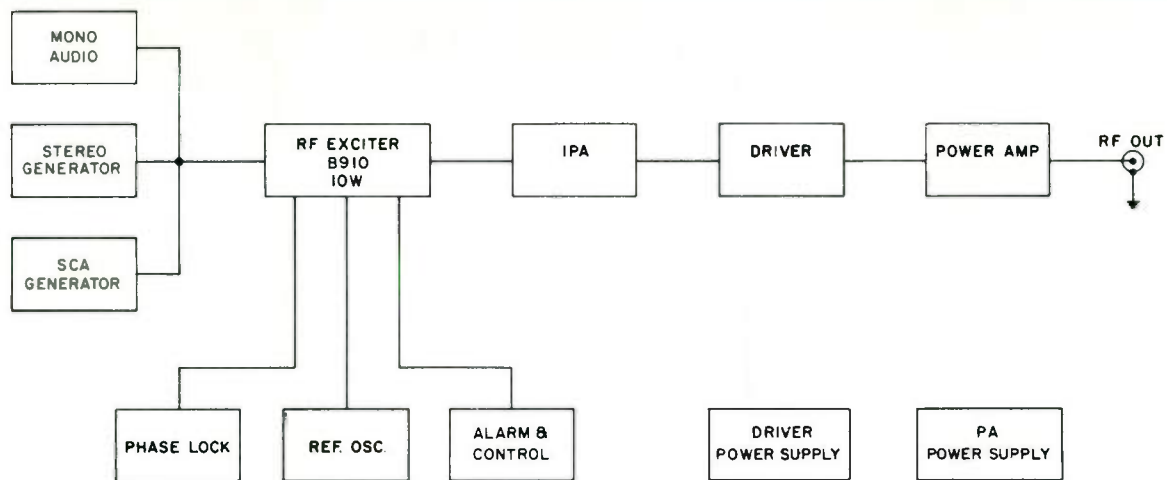 MONO
AUDIO
STEREO
GENERATOR
SCA
GENERATOR
RF EXCITER
B910
10W
IPA
DRIVER
POWER AMP
RF OUT
PHASE LOCK
REF. OSC.
ALARM &
CONTROL
DRIVER
POWER SUPPLY
PA
POWER SUPPLY